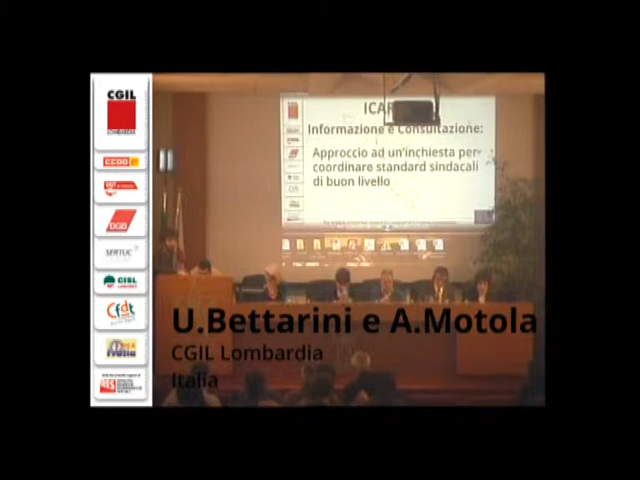 CGIL
LOMBARDIA
CCOO
DGB
SERTUC
CISL
Cfdt
ICAR
Informazione e Consultazione:
Approccio ad un'inchiesta per
coordinare standard sindacali
di buon livello
U.Bettarini e A.Motola
CGIL Lombardia
Italia